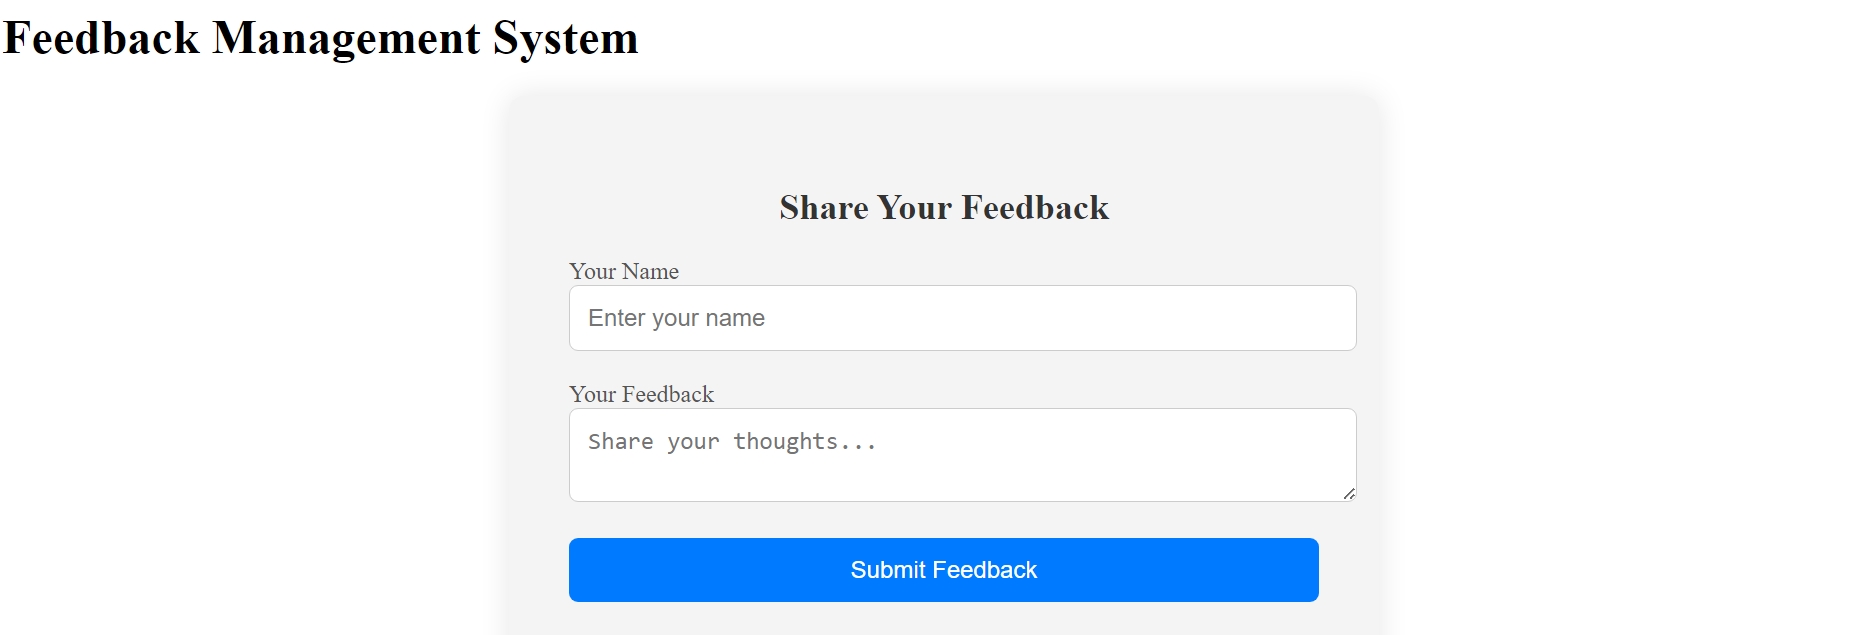 Feedback Management System
Share Your Feedback
Your Name
Enter your name
Your Feedback
Share your thoughts...
Submit Feedback